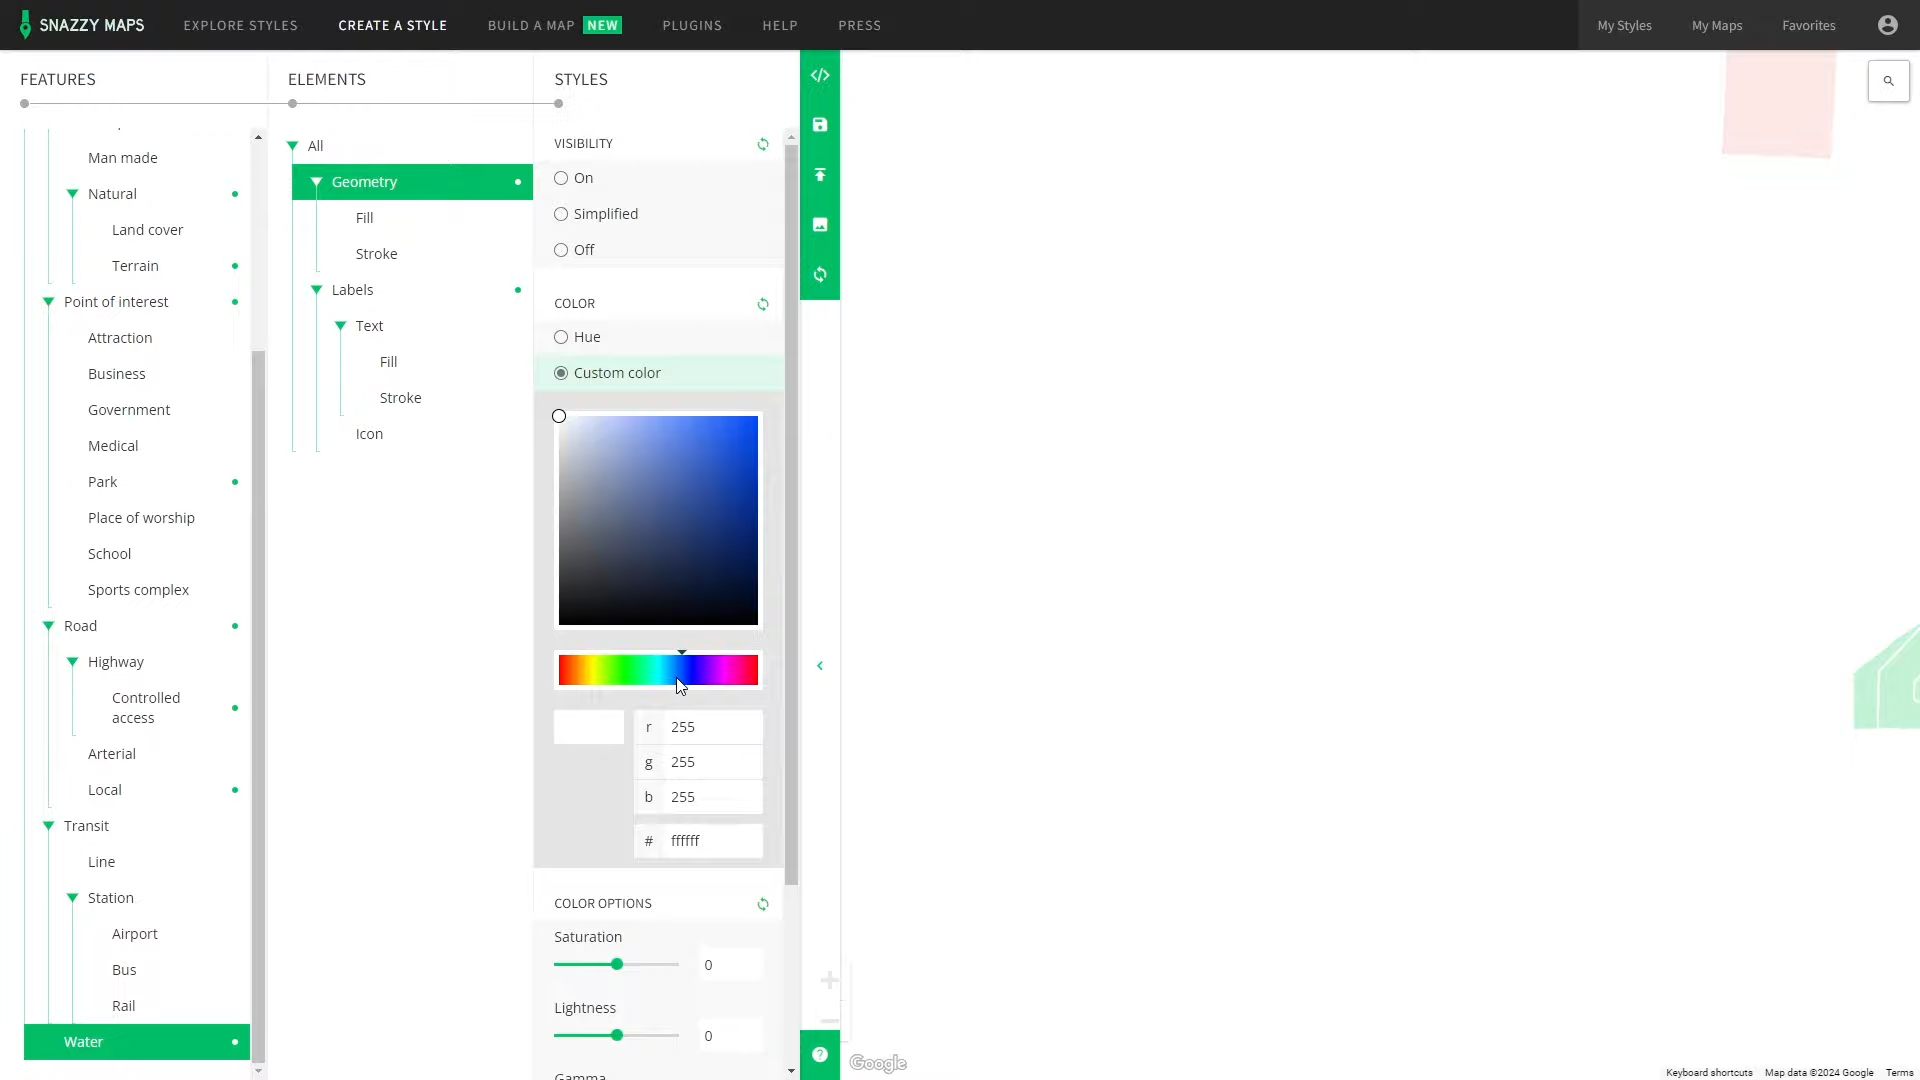 SNAZZY MAPS
EXPLORE STYLES
CREATE A STYLE
BUILD A MAP NEW
PLUGINS
HELP
PRESS
My Styles
My Maps
Favorites
FEATURES
Man made
Natural
Land cover
Terrain
Point of interest
Attraction
Business
Government
Medical
Park
Place of worship
School
Sports complex
Road
Highway
Controlled
access
Arterial
Local
Transit
Line
Station
Airport
Bus
Rail
Water
ELEMENTS
All
Geometry
Fill
Stroke
Labels
Text
Fill
Stroke
Icon
STYLES
VISIBILITY
On
Simplified
Off
COLOR
Hue
Custom color
r 255
g 255
b 255
# ffffff
COLOR OPTIONS
Saturation
0
Lightness
0
Gamma
Google
Keyboard shortcuts
Map data ©2024 Google
Terms